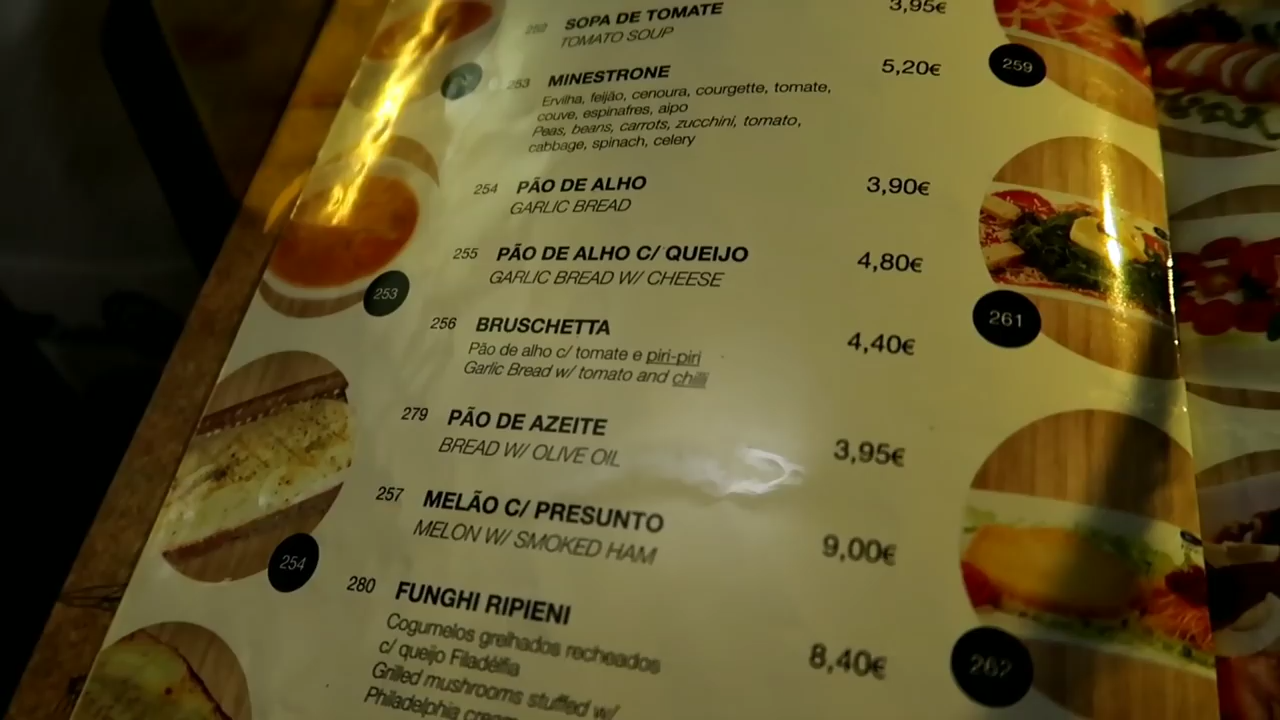 252 SOPA DE TOMATE 3,95€
TOMATO SOUP
253 MINESTRONE 5,20€
Ervilha, feijão, cenoura, courgette, tomate,
couve, espinafres, aipo
Peas, beans, carrots, zucchini, tomato,
cabbage, spinach, celery
254 PÃO DE ALHO 3,90€
GARLIC BREAD
255 PÃO DE ALHO C/ QUEIJO 4,80€
GARLIC BREAD W/ CHEESE
256 BRUSCHETTA 4,40€
Pão de alho c/ tomate e piri-piri
Garlic Bread w/ tomato and chilli
279 PÃO DE AZEITE 3,95€
BREAD W/ OLIVE OIL
257 MELÃO C/ PRESUNTO 9,00€
MELON W/ SMOKED HAM
280 FUNGHI RIPIENI 8,40€
Cogumelos grelhados recheados
c/ queijo Filadélfia
Grilled mushrooms stuffed w/
Philadelphia cream
253
254
259
261
262